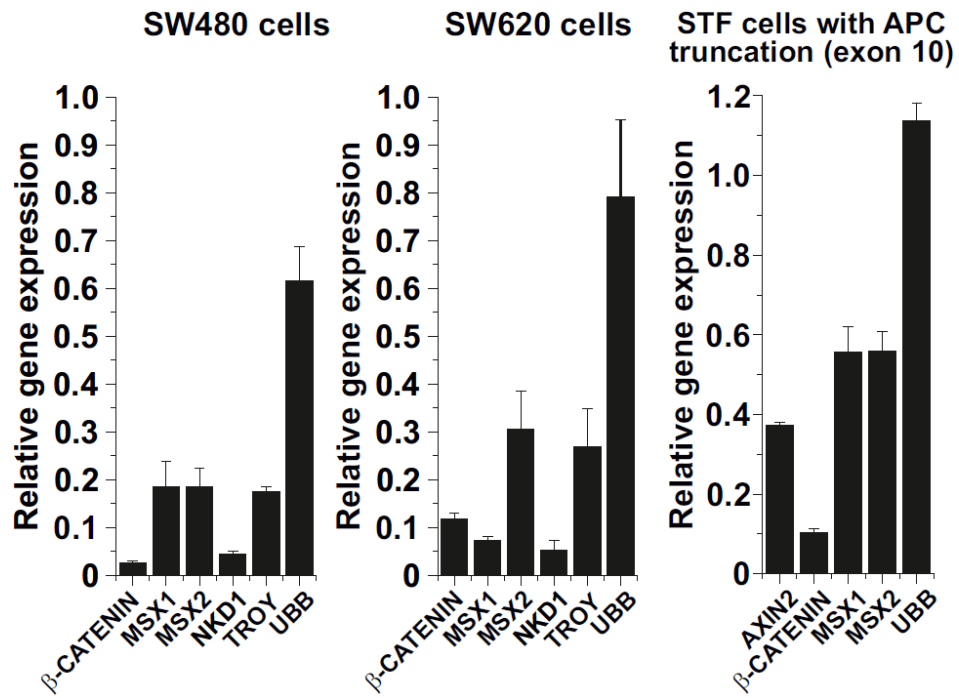 SW480 cells
SW620 cells
STF cells with APC
truncation (exon 10)
Relative gene expression
1.0
0.9
0.8
0.7
0.6
0.5
0.4
0.3
0.2
0.1
0
β-CATENIN
MSX1
MSX2
NKD1
TROY
UBB
Relative gene expression
1.0
0.9
0.8
0.7
0.6
0.5
0.4
0.3
0.2
0.1
0
β-CATENIN
MSX1
MSX2
NKD1
TROY
UBB
Relative gene expression
1.2
1.0
0.8
0.6
0.4
0.2
0
AXIN2
β-CATENIN
MSX1
MSX2
UBB